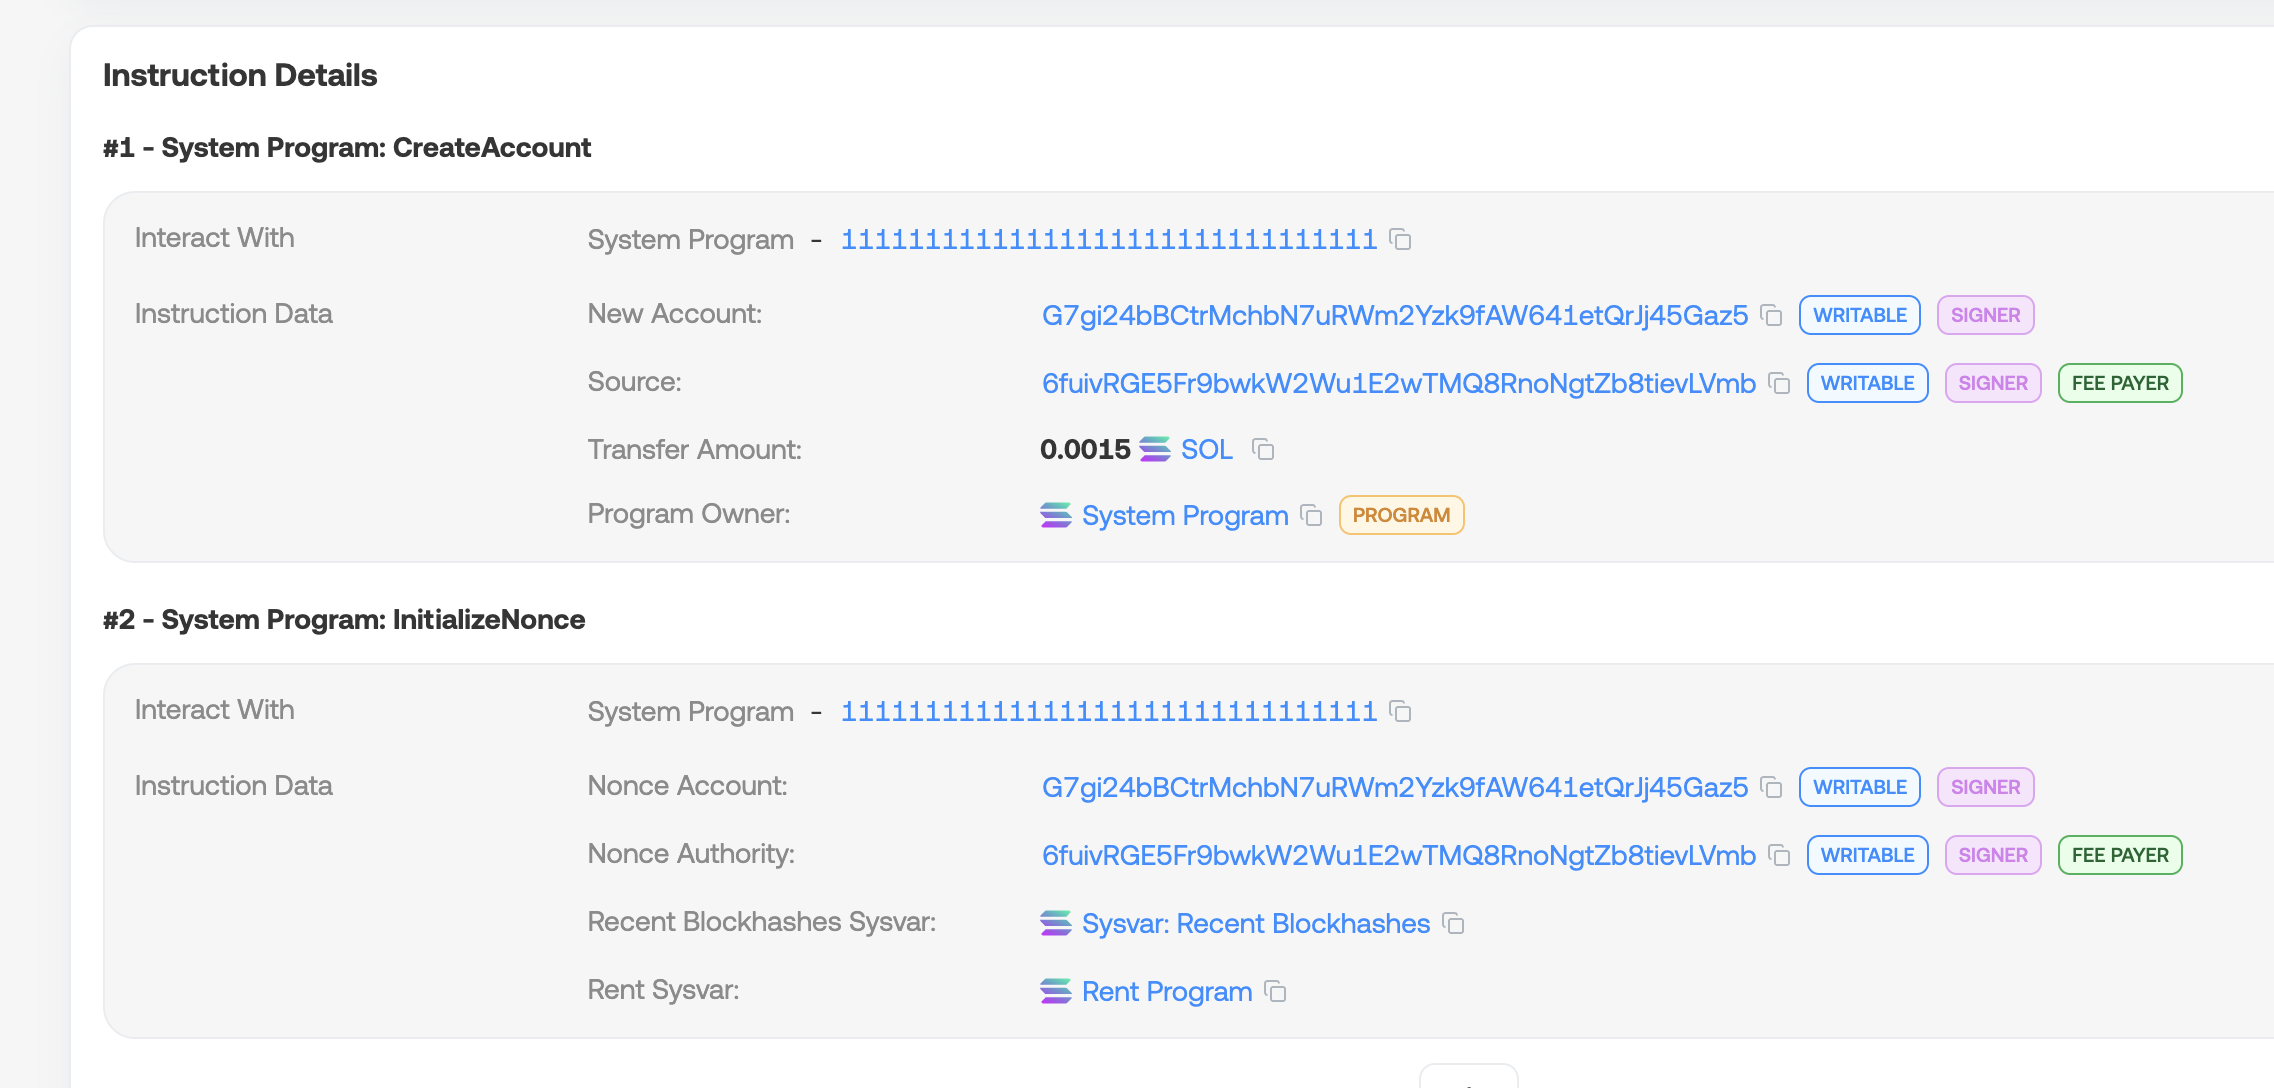 Instruction Details
#1 - System Program: CreateAccount
Interact With System Program - 11111111111111111111111111111111
Instruction Data New Account: G7gi24bBCtrMchbN7uRWm2Yzk9fAW641etQrJj45Gaz5 WRITABLE SIGNER
Source: 6fuivRGE5Fr9bwkW2Wu1E2wTMQ8RnoNgtZb8tievLVmb WRITABLE SIGNER FEE PAYER
Transfer Amount: 0.0015 SOL
Program Owner: System Program PROGRAM
#2 - System Program: InitializeNonce
Interact With System Program - 11111111111111111111111111111111
Instruction Data Nonce Account: G7gi24bBCtrMchbN7uRWm2Yzk9fAW641etQrJj45Gaz5 WRITABLE SIGNER
Nonce Authority: 6fuivRGE5Fr9bwkW2Wu1E2wTMQ8RnoNgtZb8tievLVmb WRITABLE SIGNER FEE PAYER
Recent Blockhashes Sysvar: Sysvar: Recent Blockhashes
Rent Sysvar: Rent Program